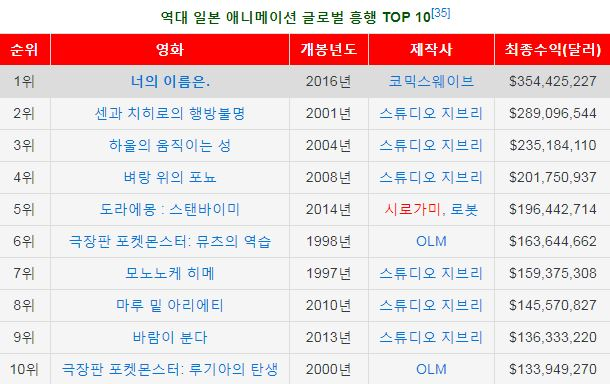 역대 일본 애니메이션 글로벌 흥행 TOP 10[35]
순위 영화 개봉년도 제작사 최종수익(달러)
1위 너의 이름은. 2016년 코믹스웨이브 $354,425,227
2위 센과 치히로의 행방불명 2001년 스튜디오 지브리 $289,096,544
3위 하울의 움직이는 성 2004년 스튜디오 지브리 $235,184,110
4위 벼랑 위의 포뇨 2008년 스튜디오 지브리 $201,750,937
5위 도라에몽 : 스탠바이미 2014년 시로가미, 로봇 $196,442,714
6위 극장판 포켓몬스터: 뮤츠의 역습 1998년 OLM $163,644,662
7위 모노노케 히메 1997년 스튜디오 지브리 $159,375,308
8위 마루 밑 아리에티 2010년 스튜디오 지브리 $145,570,827
9위 바람이 분다 2013년 스튜디오 지브리 $136,333,220
10위 극장판 포켓몬스터: 루기아의 탄생 2000년 OLM $133,949,270